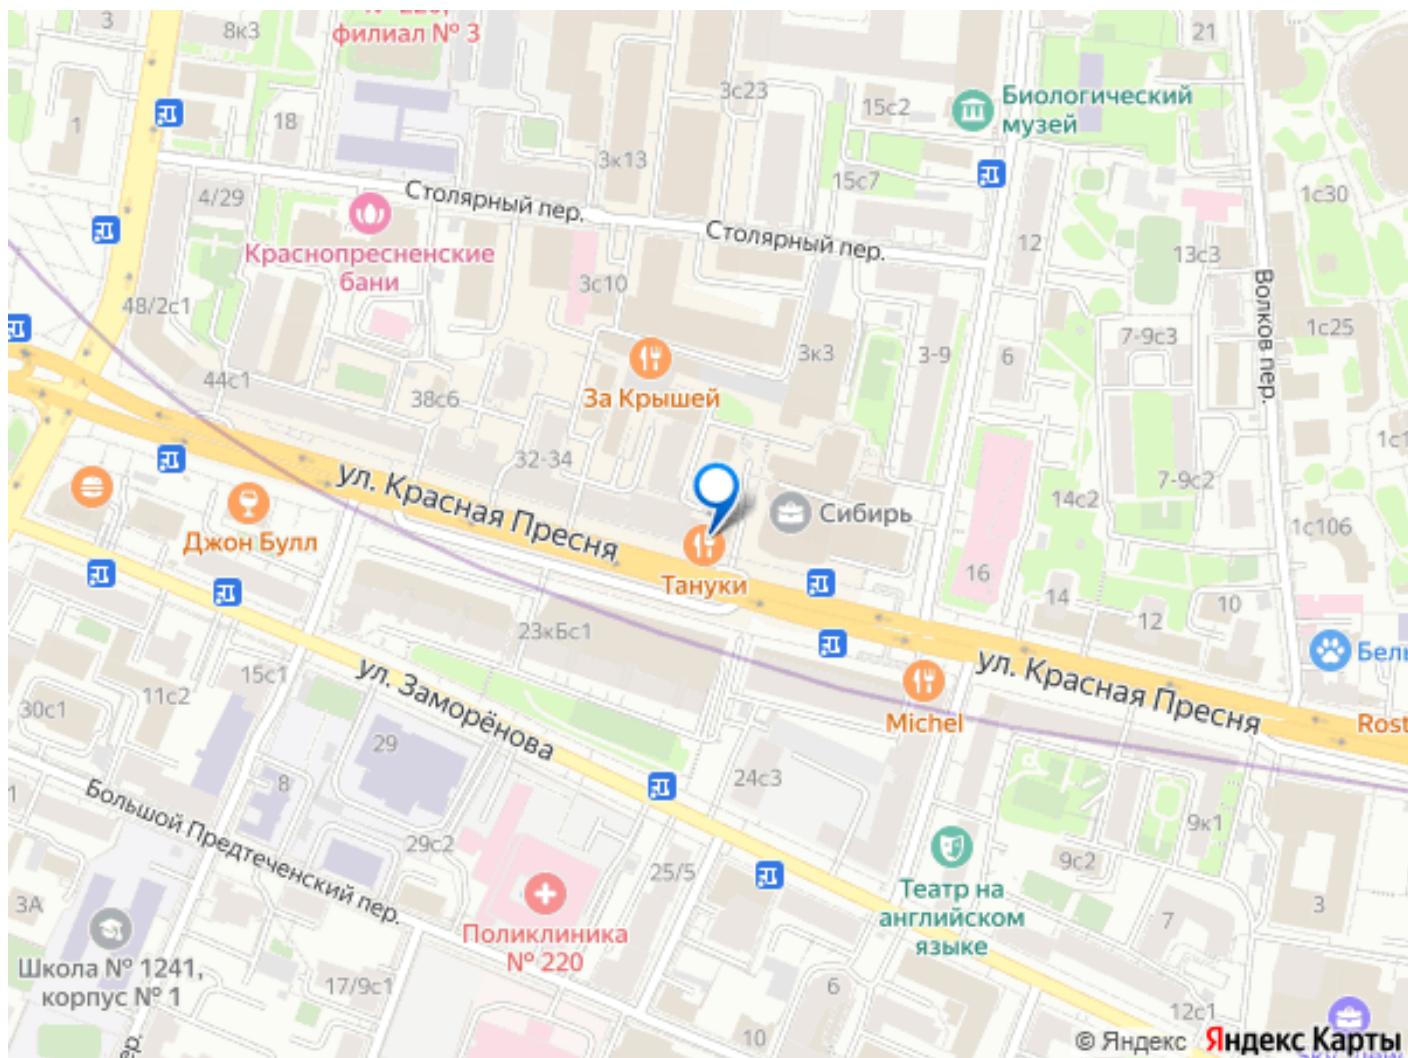 3
8к3
филиал № 3
21
3с23
15с2
Биологический
музей
1
18
3к13
15с7
1с30
4/29
Столярный пер.
Столярный пер.
12
13с3
Краснопресненские
бани
3с10
Волков пер.
48/2с1
1с25
7-9с3
3к3
3-9
6
44с1
38с6
За Крышей
32-34
ул. Красная Пресня
7-9с2
14с2
Сибирь
1с106
Джон Булл
Тануки
16
14
12
10
23кБс1
15с1
11с2
30с1
ул. Заморёнова
ул. Красная Пресня
Michel
29
8
24с3
Большой Предтеченский пер.
29с2
25/5
9к1
9с2
3А
Театр на
английском
языке
7
3
Поликлиника
№ 220
Школа № 1241,
корпус № 1
17/9с1
6
10
12с1
© Яндекс
Яндекс Карты